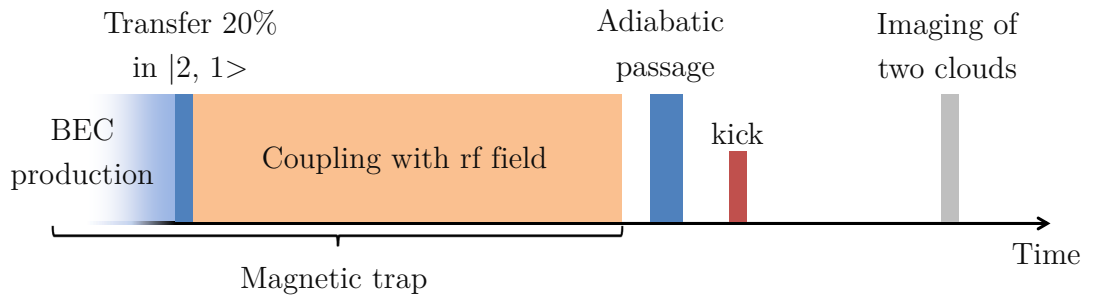 Transfer 20%
in |2, 1>
Adiabatic
passage
Imaging of
two clouds
BEC
production
Coupling with rf field
kick
Time
Magnetic trap